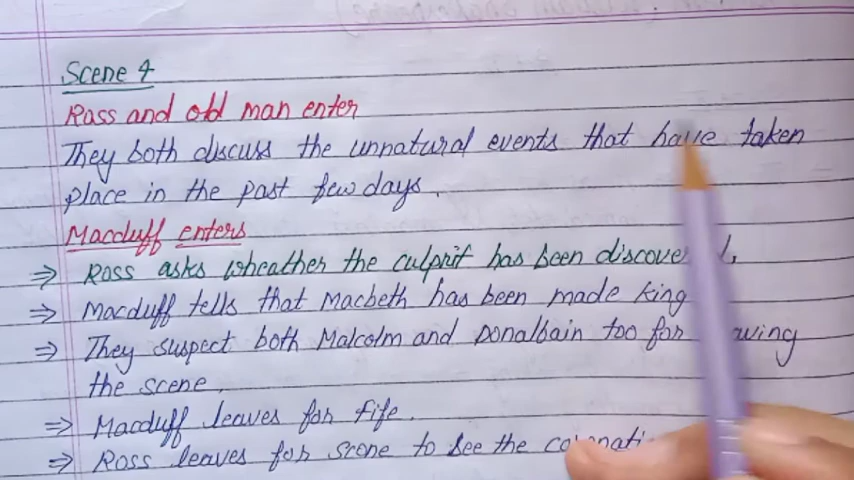 Scene 4
Ross and old man enter
They both discuss the unnatural events that have taken
place in the past few days.
Macduff enters
⇒ Ross asks wheather the culprit has been
⇒ Macduff tells that Macbeth has been made king
⇒ They suspect both Malcolm and Donalbain too for
the scene.
⇒ Macduff leaves for fife.
⇒ Ross leaves for scone to see the